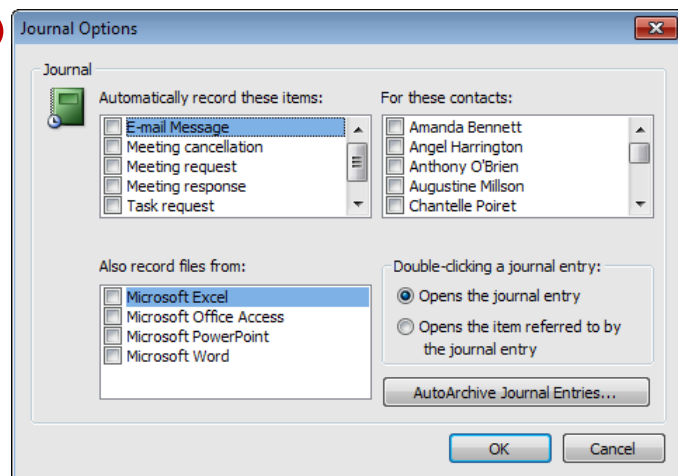 Journal Options
Journal
Automatically record these items:
E-mail Message
Meeting cancellation
Meeting request
Meeting response
Task request
For these contacts:
Amanda Bennett
Angel Harrington
Anthony O'Brien
Augustine Millson
Chantelle Poiret
Also record files from:
Microsoft Excel
Microsoft Office Access
Microsoft PowerPoint
Microsoft Word
Double-clicking a journal entry:
Opens the journal entry
Opens the item referred to by
the journal entry
AutoArchive Journal Entries...
OK
Cancel